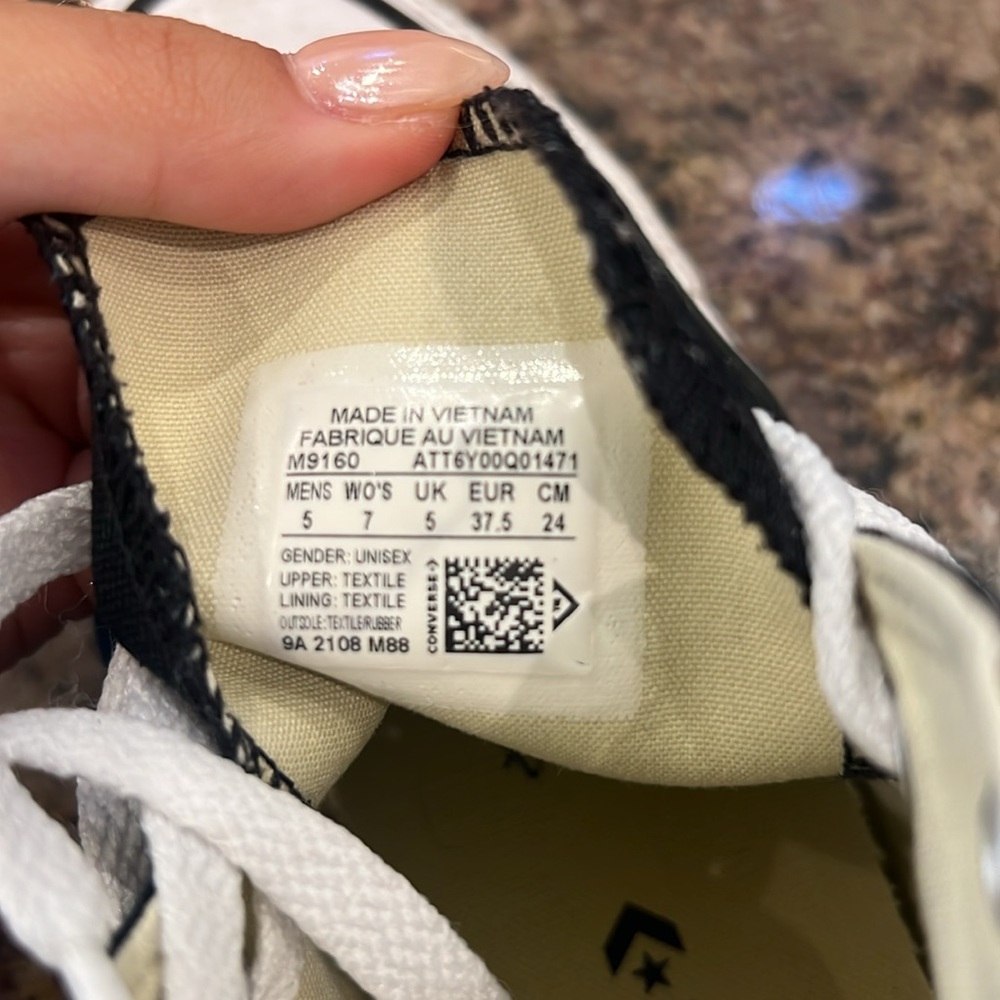 MADE IN VIETNAM
FABRIQUE AU VIETNAM
M9160 ATT6Y00Q01471
MENS WO'S UK EUR CM
5 7 5 37.5 24
GENDER: UNISEX
UPPER: TEXTILE
LINING: TEXTILE
OUTSOLE: TEXTILE/RUBBER
9A 2108 M88
CONVERSE